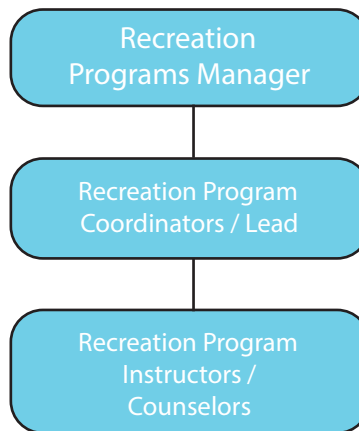 Recreation
Programs Manager
Recreation Program
Coordinators / Lead
Recreation Program
Instructors /
Counselors